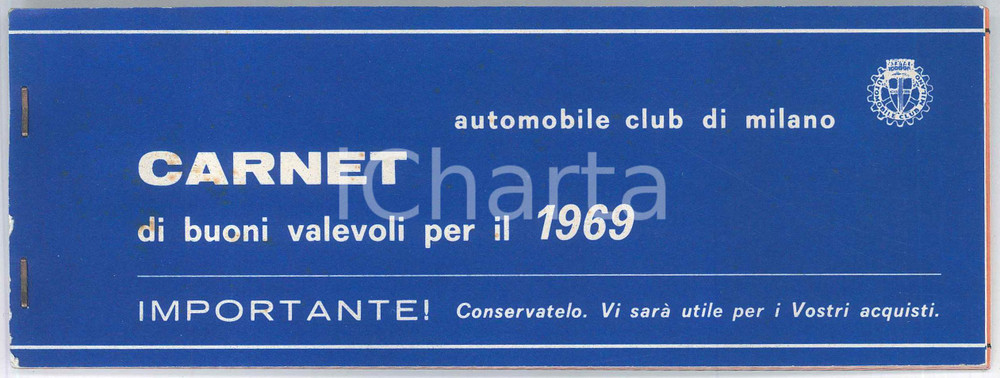 automobile club di milano
CARNET
di buoni valevoli per il 1969
IMPORTANTE! Conservatelo. Vi sarà utile per i Vostri acquisti.
iCharta